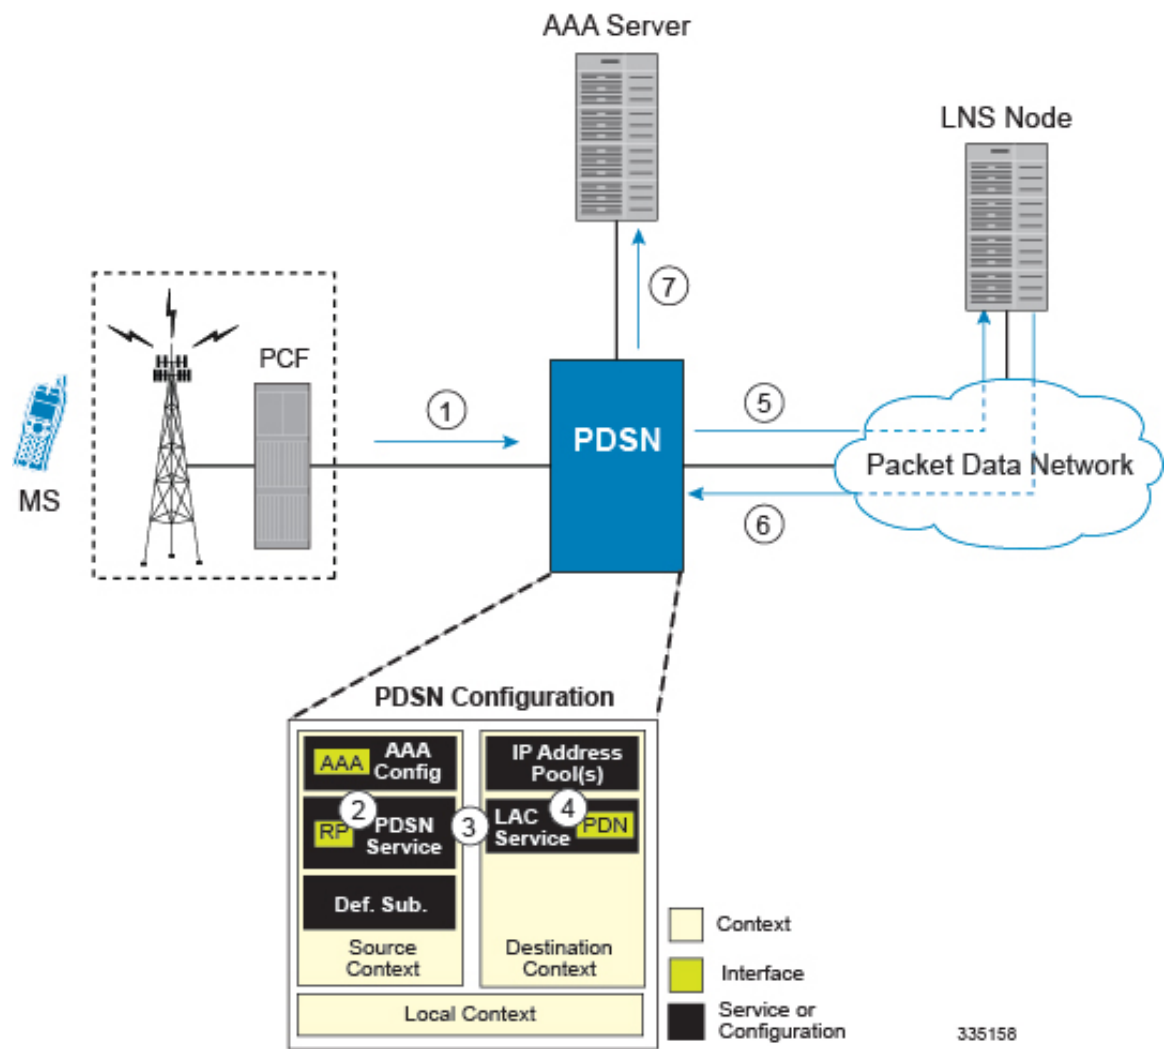 AAA Server
LNS Node
7
PCF
1
5
PDSN
Packet Data Network
MS
6
PDSN Configuration
AAA
AAA
Config
IP Address
Pool(s)
2
3
4
RP
PDSN
Service
LAC
Service
PDN
Def. Sub.
Source
Context
Destination
Context
Local Context
Context
Interface
Service or
Configuration
335158